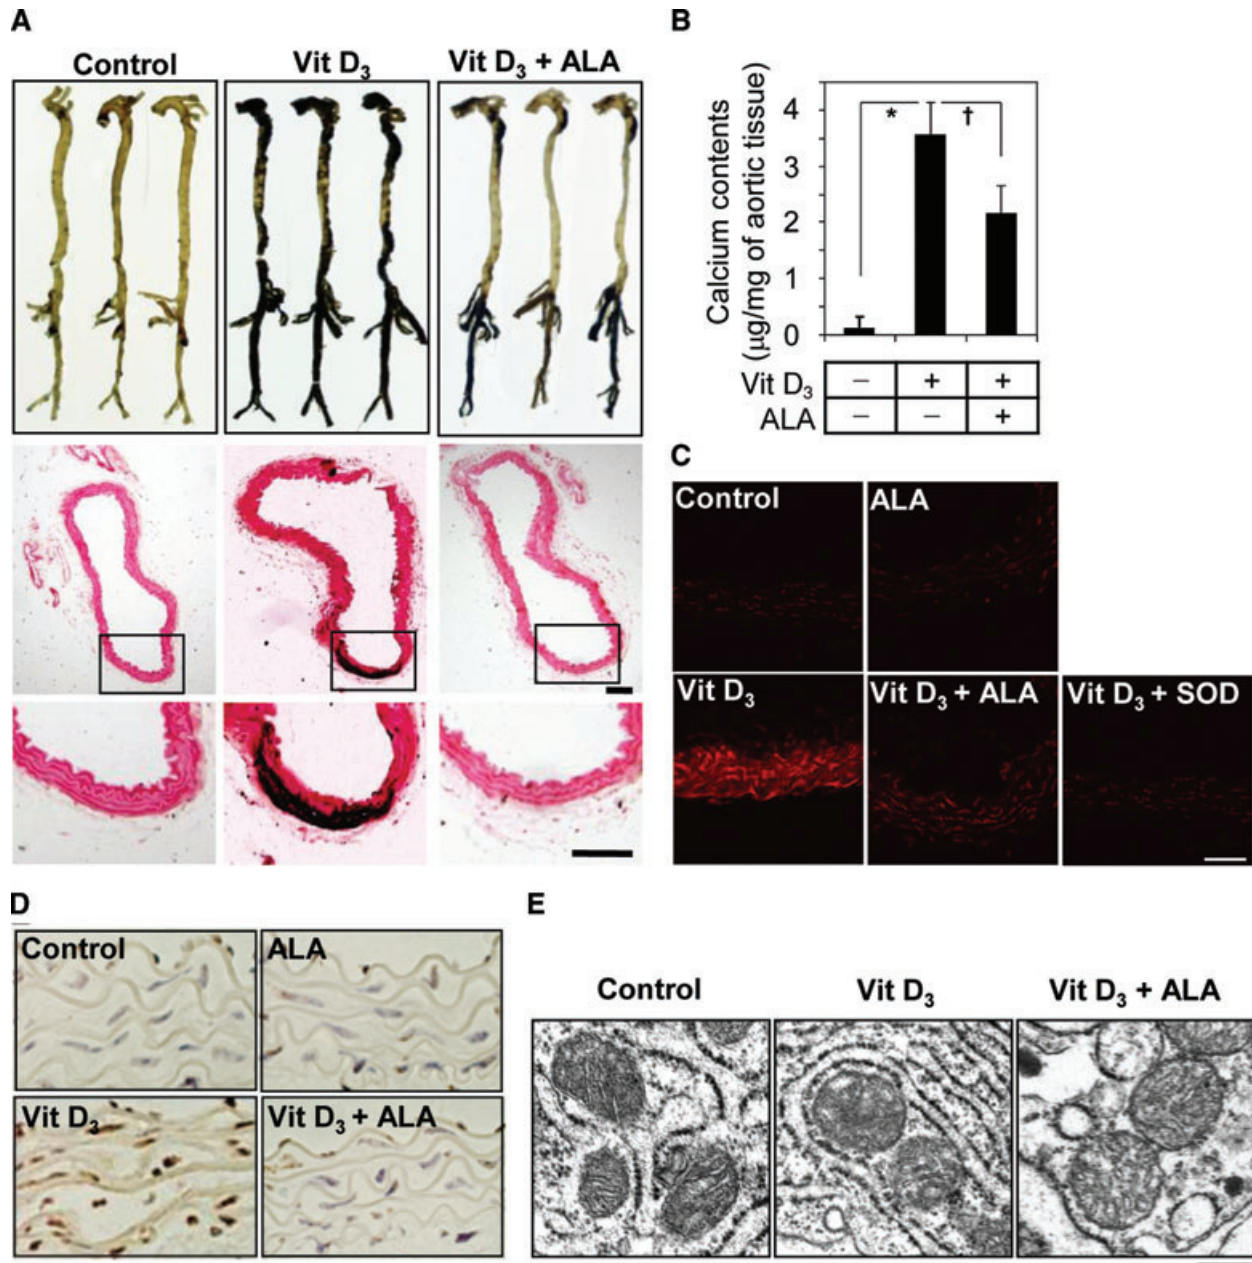 A
Control
Vit D₃
Vit D₃ + ALA
B
Calcium contents
(μg/mg of aortic tissue)
4
3
2
1
0
*
†
Vit D₃ − + +
ALA − − +
C
Control
ALA
Vit D₃
Vit D₃ + ALA
Vit D₃ + SOD
D
Control
ALA
Vit D₃
Vit D₃ + ALA
E
Control
Vit D₃
Vit D₃ + ALA